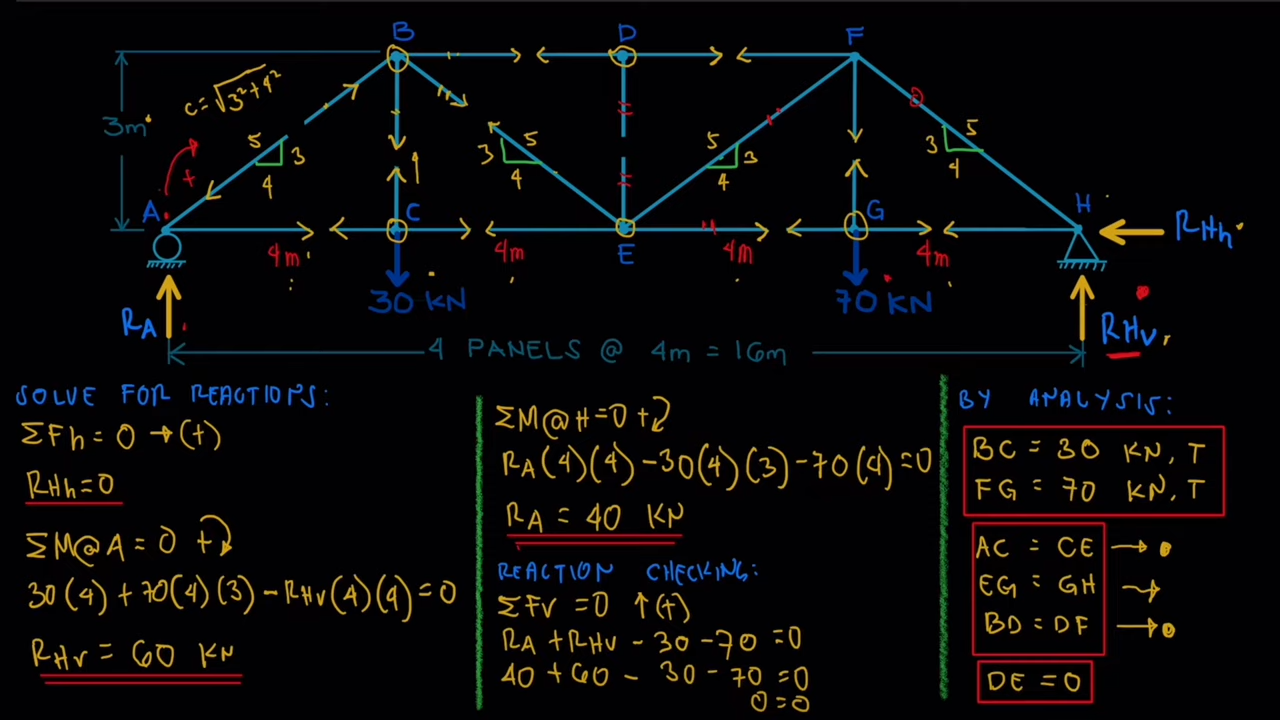 B
D
F
c = √3²+4²
3m
5
3
4
5
3
4
5
3
4
5
3
4
+
A
C
E
G
H
RHh
4m
4m
4m
4m
30 KN
70 KN
RA
RHv
4 PANELS @ 4m = 16m
SOLVE FOR REACTIONS:
ΣFh = 0 → (+)
RHh = 0
ΣM@A = 0 +↻
30(4) + 70(4)(3) - RHv(4)(4) = 0
RHv = 60 KN
ΣM@H = 0 +↻
RA(4)(4) - 30(4)(3) - 70(4) = 0
RA = 40 KN
REACTION CHECKING:
ΣFV = 0 ↑(+)
RA + RHV - 30 - 70 = 0
40 + 60 - 30 - 70 = 0
0 = 0
BY ANALYSIS:
BC = 30 KN, T
FG = 70 KN, T
AC = CE →
EG = GH →
BD = DF →
DE = 0